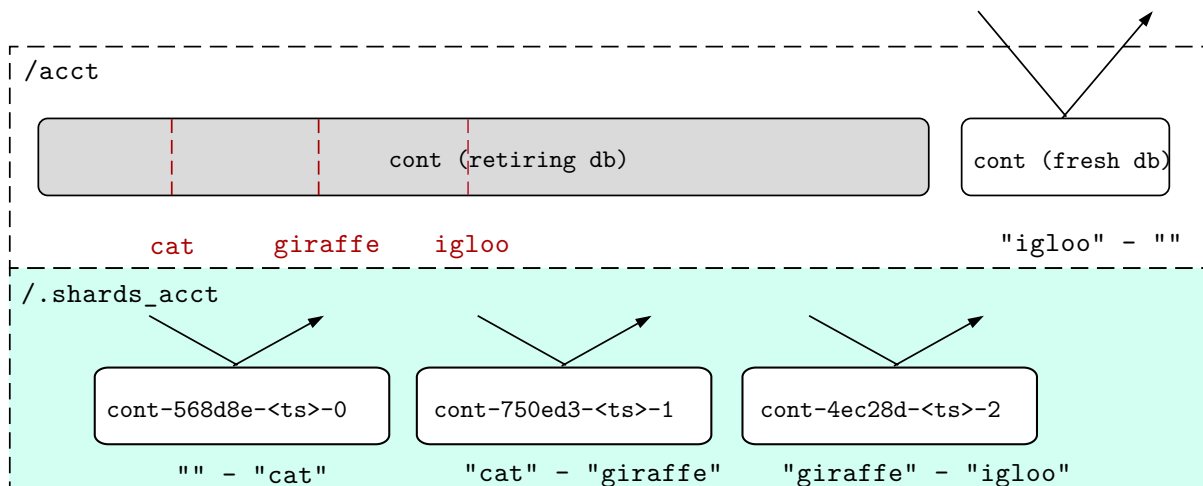 /acct
cont (retiring db)
cont (fresh db)
cat
giraffe
igloo
"igloo" - ""
/.shards_acct
cont-568d8e-<ts>-0
cont-750ed3-<ts>-1
cont-4ec28d-<ts>-2
"" - "cat"
"cat" - "giraffe"
"giraffe" - "igloo"